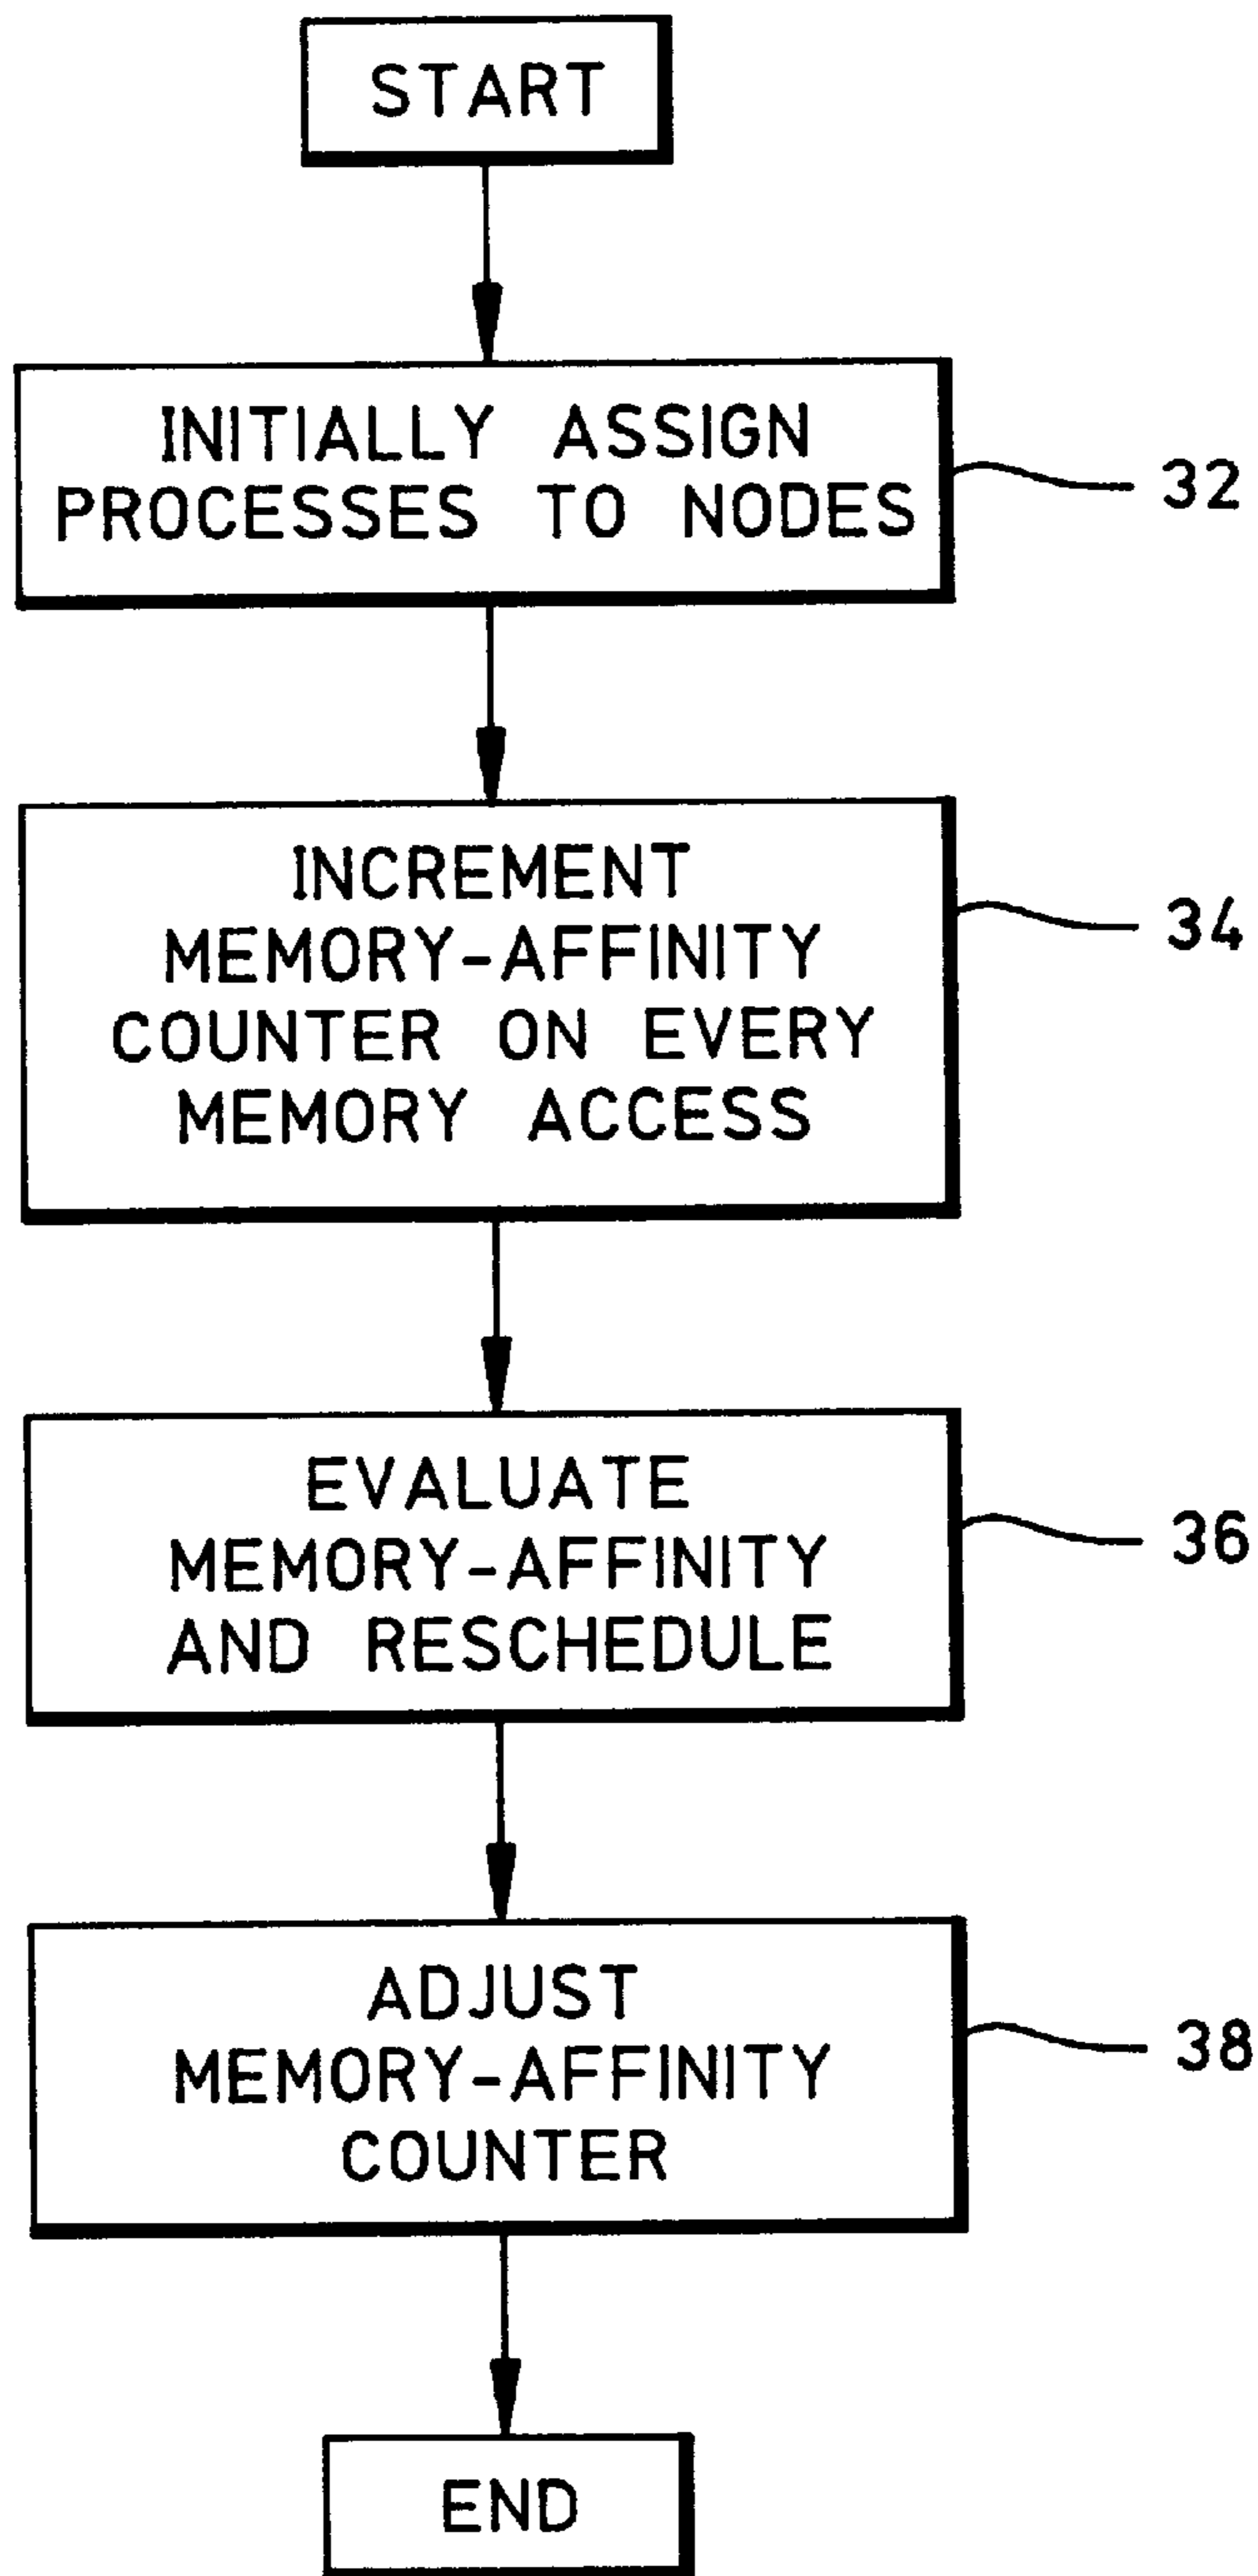 START
INITIALLY ASSIGN
PROCESSES TO NODES
32
INCREMENT
MEMORY-AFFINITY
COUNTER ON EVERY
MEMORY ACCESS
34
EVALUATE
MEMORY-AFFINITY
AND RESCHEDULE
36
ADJUST
MEMORY-AFFINITY
COUNTER
38
END